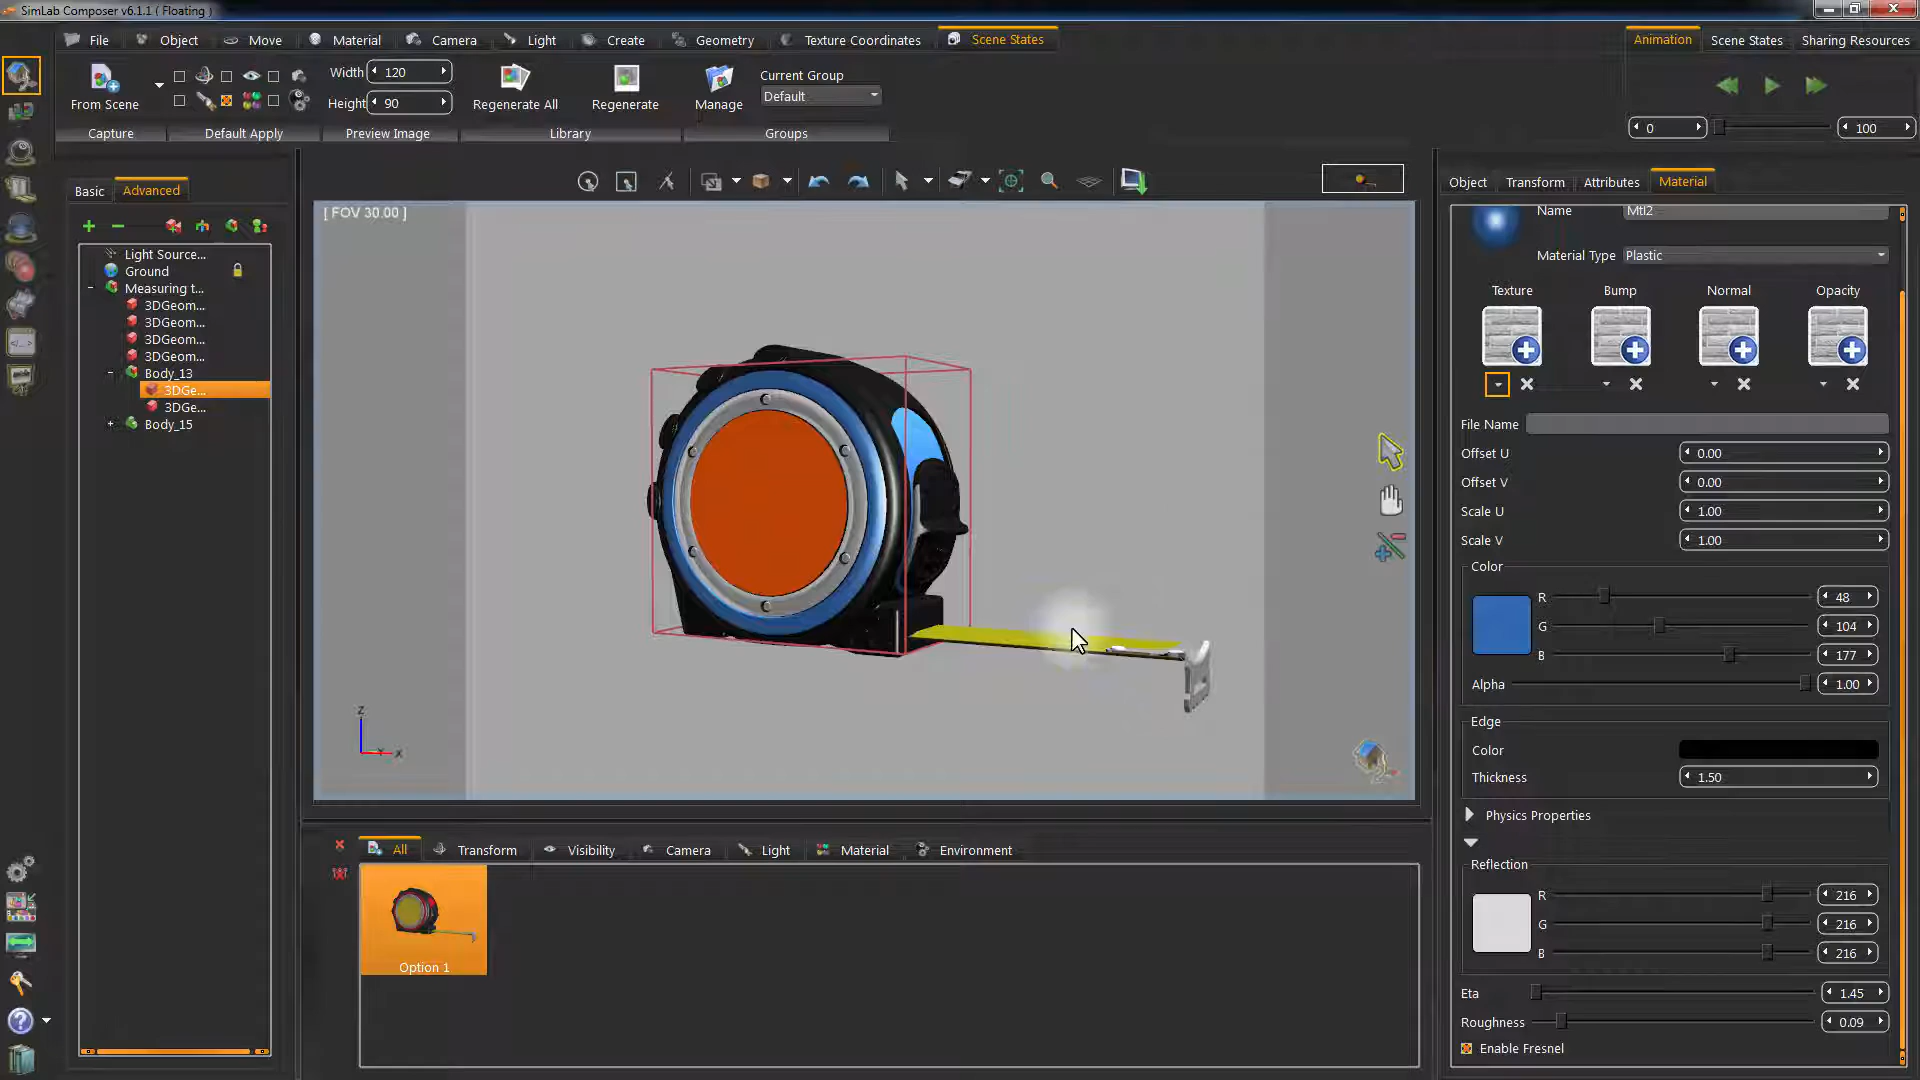 SimLab Composer v6.1.1 ( Floating )
File Object Move Material Camera Light Create Geometry Texture Coordinates Scene States
Animation Scene States Sharing Resources
From Scene
Width 120
Height 90
Regenerate All Regenerate Manage
Current Group
Default
Capture Default Apply Preview Image Library Groups
0 100
Basic Advanced
Light Source...
Ground
Measuring t...
3DGeom...
3DGeom...
3DGeom...
3DGeom...
Body_13
3DGe...
3DGe...
Body_15
[ FOV 30.00 ]
Z
Y X
All Transform Visibility Camera Light Material Environment
Option 1
Object Transform Attributes Material
Name Mtl2
Material Type Plastic
Texture Bump Normal Opacity
File Name
Offset U 0.00
Offset V 0.00
Scale U 1.00
Scale V 1.00
Color
R 48
G 104
B 177
Alpha 1.00
Edge
Color
Thickness 1.50
Physics Properties
Reflection
R 216
G 216
B 216
Eta 1.45
Roughness 0.09
Enable Fresnel